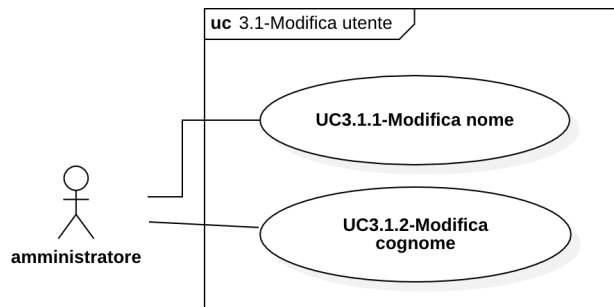 uc 3.1-Modifica utente
UC3.1.1-Modifica nome
UC3.1.2-Modifica
cognome
amministratore